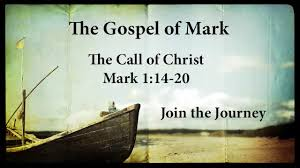 The Gospel of Mark
The Call of Christ
Mark 1:14-20
Join the Journey